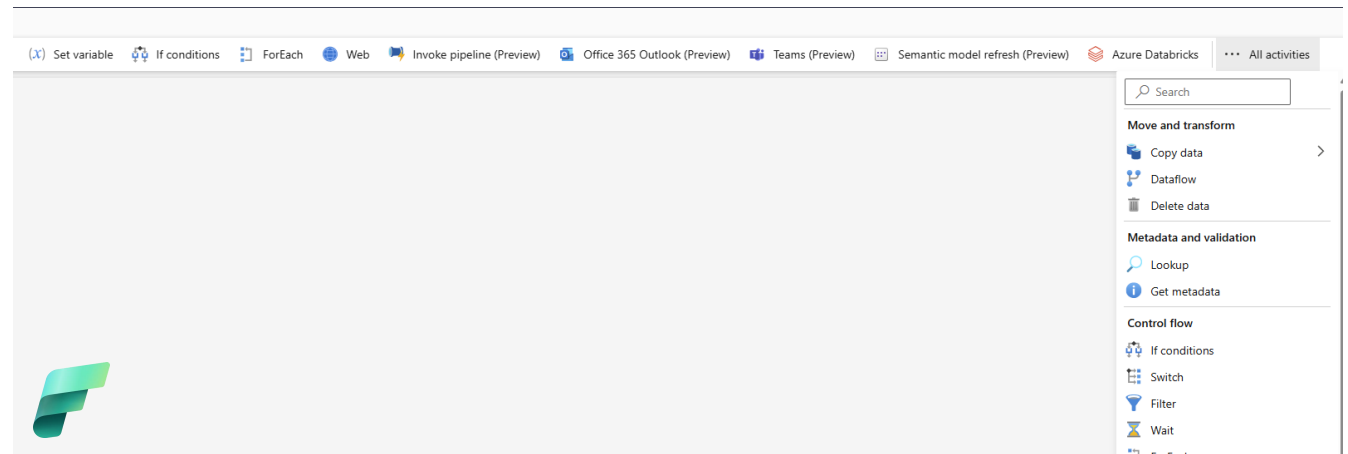 (x) Set variable If conditions ForEach Web Invoke pipeline (Preview) Office 365 Outlook (Preview) Teams (Preview) Semantic model refresh (Preview) Azure Databricks ··· All activities
Search
Move and transform
Copy data
Dataflow
Delete data
Metadata and validation
Lookup
Get metadata
Control flow
If conditions
Switch
Filter
Wait